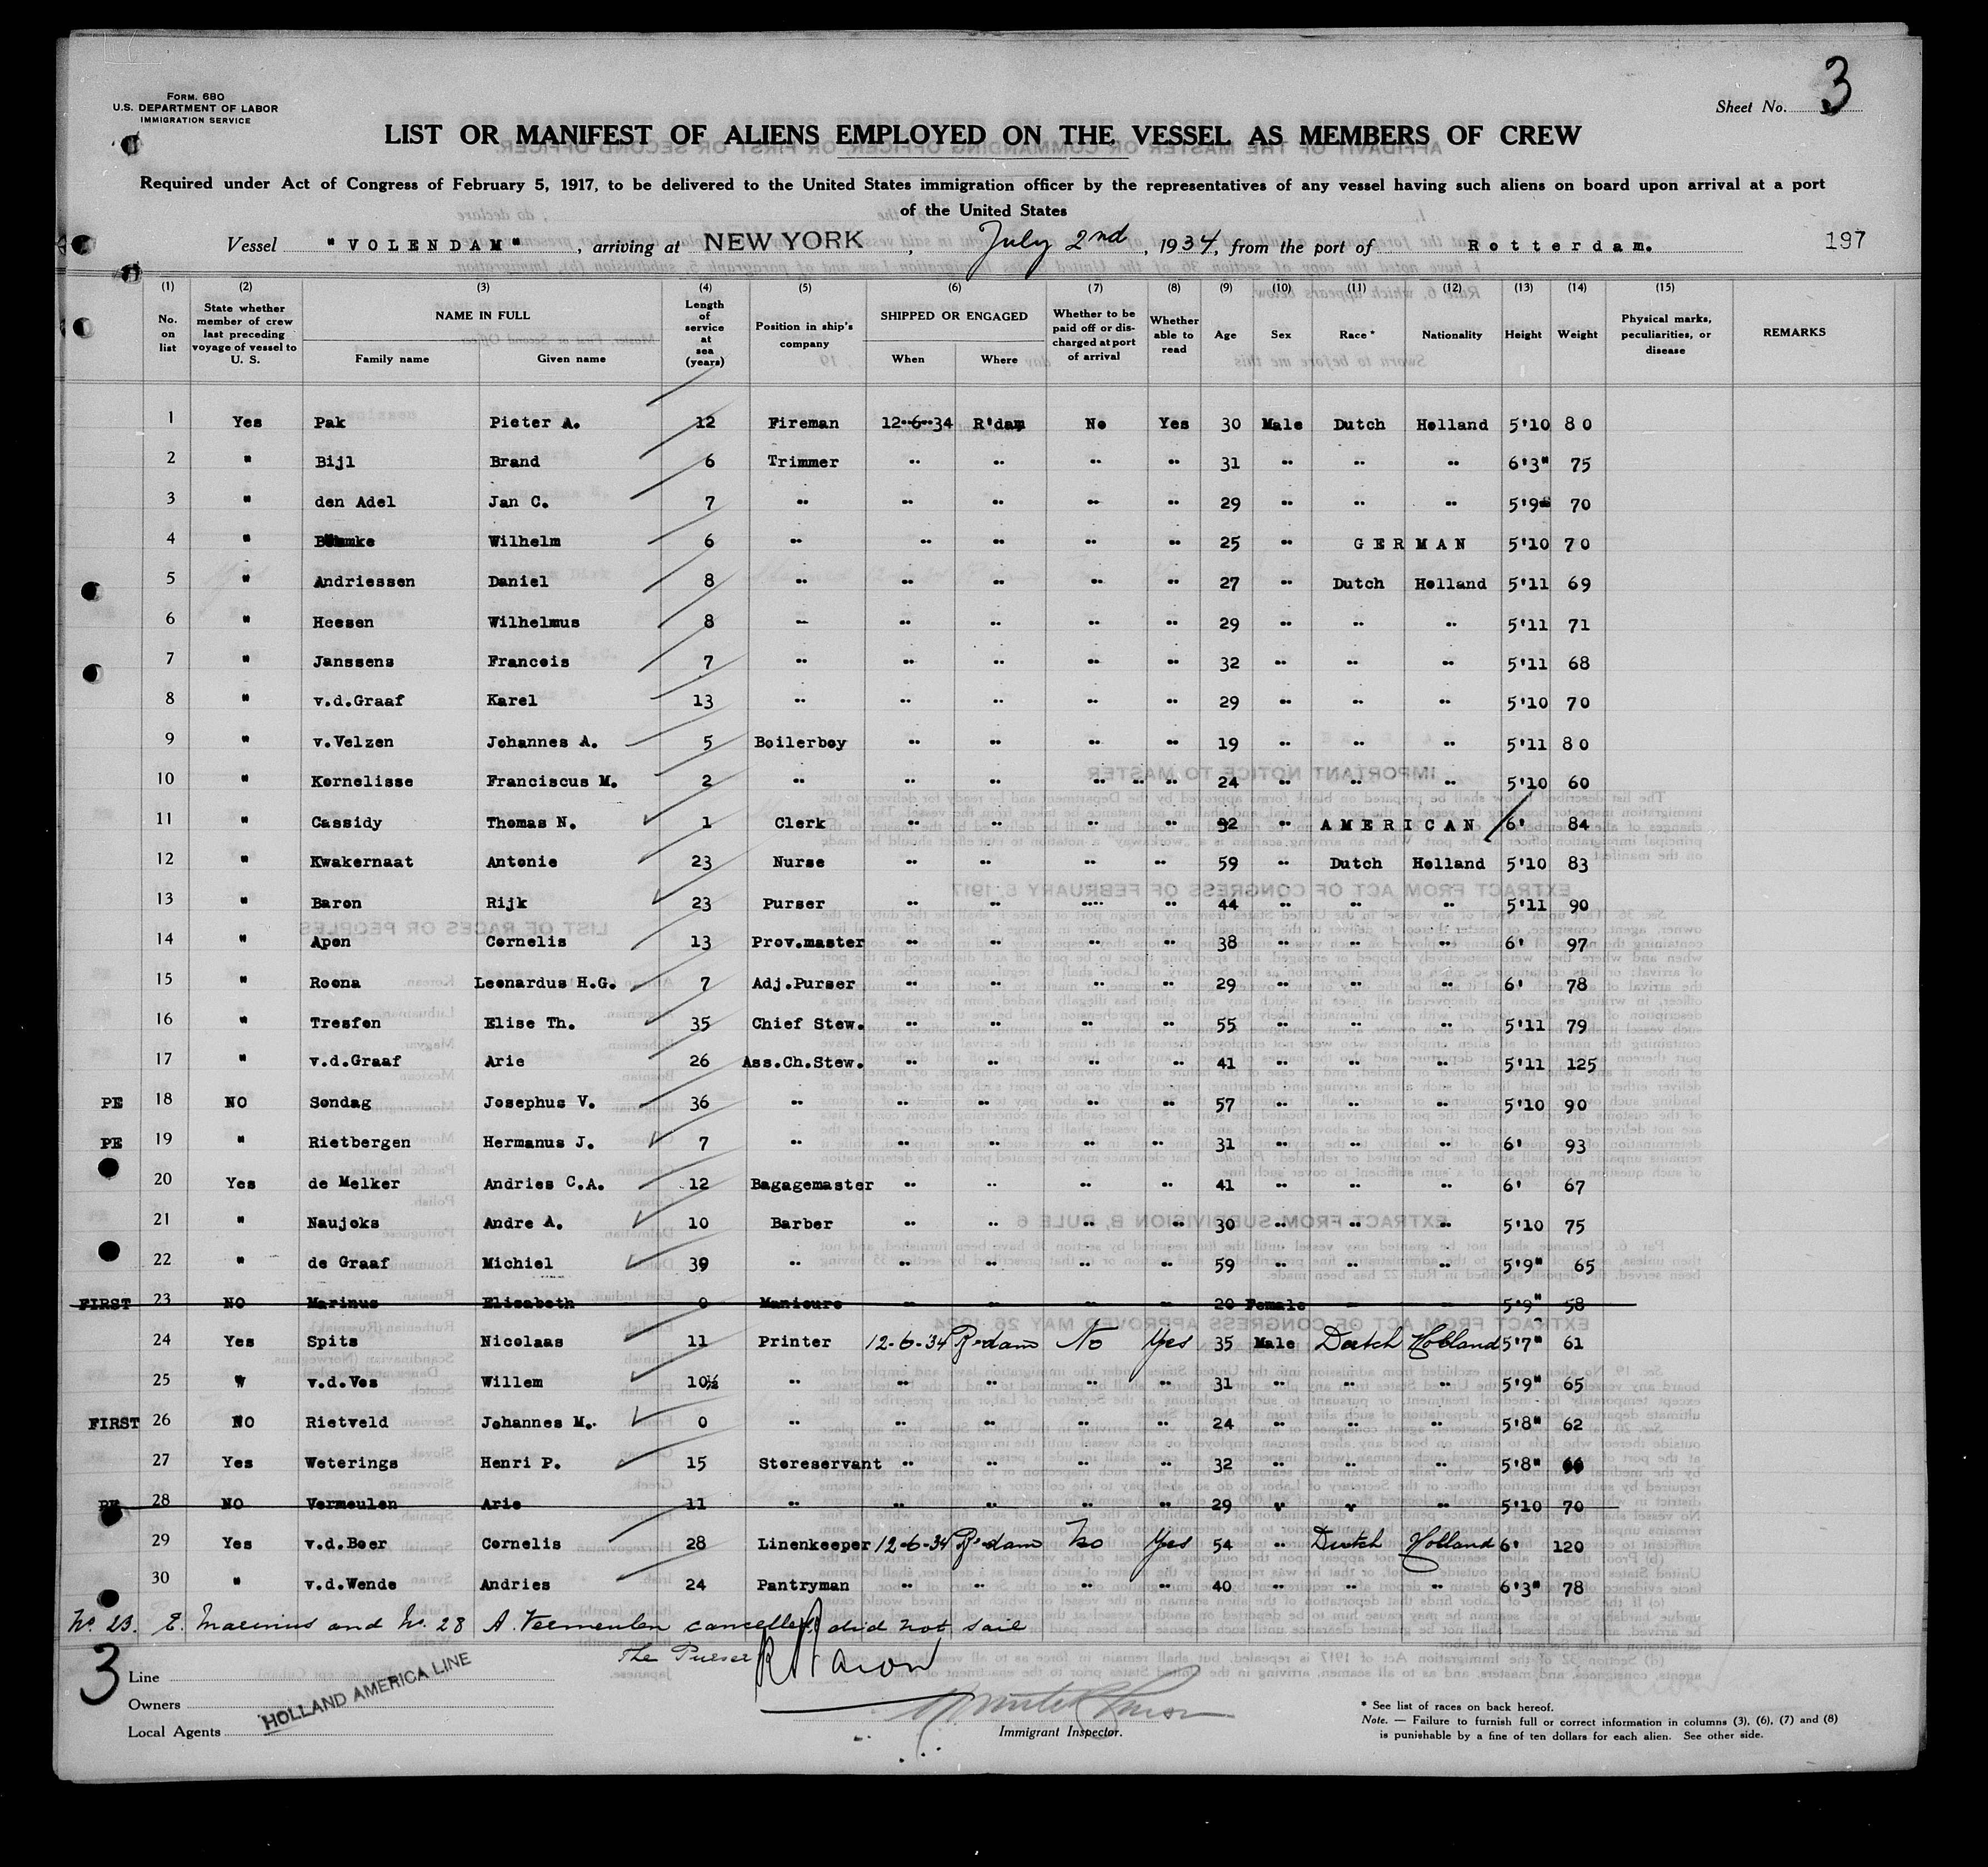 Form. 680
U.S. DEPARTMENT OF LABOR
IMMIGRATION SERVICE
Sheet No. 3
LIST OR MANIFEST OF ALIENS EMPLOYED ON THE VESSEL AS MEMBERS OF CREW
Required under Act of Congress of February 5, 1917, to be delivered to the United States immigration officer by the representatives of any vessel having such aliens on board upon arrival at a port
of the United States
Vessel "VOLENDAM", arriving at NEW YORK, July 2nd, 1934, from the port of Rotterdam. 197
(1) (2) (3) (4) (5) (6) (7) (8) (9) (10) (11) (12) (13) (14) (15)
No. on list State whether member of crew last preceding voyage of vessel to U. S. NAME IN FULL Family name Given name Length of service at sea (years) Position in ship's company SHIPPED OR ENGAGED When Where Whether to be paid off or discharged at port of arrival Whether able to read Age Sex Race* Nationality Height Weight Physical marks, peculiarities, or disease REMARKS
1 Yes Pak Pieter A. 12 Fireman 12-6-34 R'dam No Yes 30 Male Dutch Holland 5'10 80
2 " Bijl Brand 6 Trimmer " " " " 31 " " " 6'3" 75
3 " den Adel Jan C. 7 " " " " " 29 " " " 5'9" 70
4 " Wilhelm 6 " " " " " 25 " GERMAN 5'10 70
5 " Andriessen Daniel 8 " " " " " 27 " Dutch Holland 5'11 69
6 " Heesen Wilhelmus 8 " " " " " 29 " " " 5'11 71
7 " Janssens Francois 7 " " " " " 32 " " " 5'11 68
8 " v.d.Graaf Karel 13 " " " " " 29 " " " 5'10 70
9 " v.Velzen Johannes A. 5 Boilerboy " " " " 19 " " " 5'11 80
10 " Kornelisse Franciscus M. 2 " " " " " 24 " " " 5'10 60
11 " Cassidy Thomas N. 1 Clerk " " " " " AMERICAN 6' 84
12 " Kwakernaat Antonie 23 Nurse " " " " 59 " Dutch Holland 5'10 83
13 " Baron Rijk 23 Purser " " " " 44 " " " 5'11 90
14 " Apon Cornelis 13 Prov.master " " " " 38 " " " 6' 97
15 " Roona Leonardus H.G. 7 Adj.Purser " " " " 29 " " " 6' 78
16 " Tresfon Elise Th. 35 Chief Stew. " " " " 55 " " " 5'11 79
17 " v.d.Graaf Arie 26 Ass.Ch.Stew. " " " " 41 " " " 5'11 125
PE 18 NO Sondag Josephus V. 36 " " " " " 57 " " " 5'10 90
PE 19 " Rietbergen Hermanus J. 7 " " " " " 31 " " " 6' 93
20 Yes de Melker Andries C.A. 12 Bagagemaster " " " " 41 " " " 6' 67
21 " Naujoks Andre A. 10 Barber " " " " 30 " " " 5'10 75
22 " de Graaf Michiel 39 " " " " " 59 " " " 5'9" 65
FIRST 23 NO Marinus Elisabeth 0 Manicure " " " " 20 Female " " 5'9" 58
24 Yes Spits Nicolaas 11 Printer 12-6-34 R-dam No Yes 35 Male Dutch Holland 5'7" 61
25 " v.d.Vos Willem 10½ " " " " " 31 " " " 5'9" 65
FIRST 26 NO Rietveld Johannes M. 0 " " " " " 24 " " " 5'8" 62
27 Yes Weterings Henri P. 15 Storeservant " " " " 32 " " " 5'8"
PE 28 NO Vermeulen Arie 11 " " " " " 29 " " " 5'10 70
29 Yes v.d.Boer Cornelis 28 Linenkeeper 12-6-34 R-dam No Yes 54 " Dutch Holland 6' 120
30 " v.d.Wende Andries 24 Pantryman " " " " 40 " " " 6'3" 78
No. 23. E. Marinus and No. 28 A. Vermeulen cancelled did not sail
The Purser RBaron
3
Line
Owners
Local Agents
HOLLAND AMERICA LINE
Immigrant Inspector.
* See list of races on back hereof.
Note. — Failure to furnish full or correct information in columns (3), (6), (7) and (8)
is punishable by a fine of ten dollars for each alien. See other side.